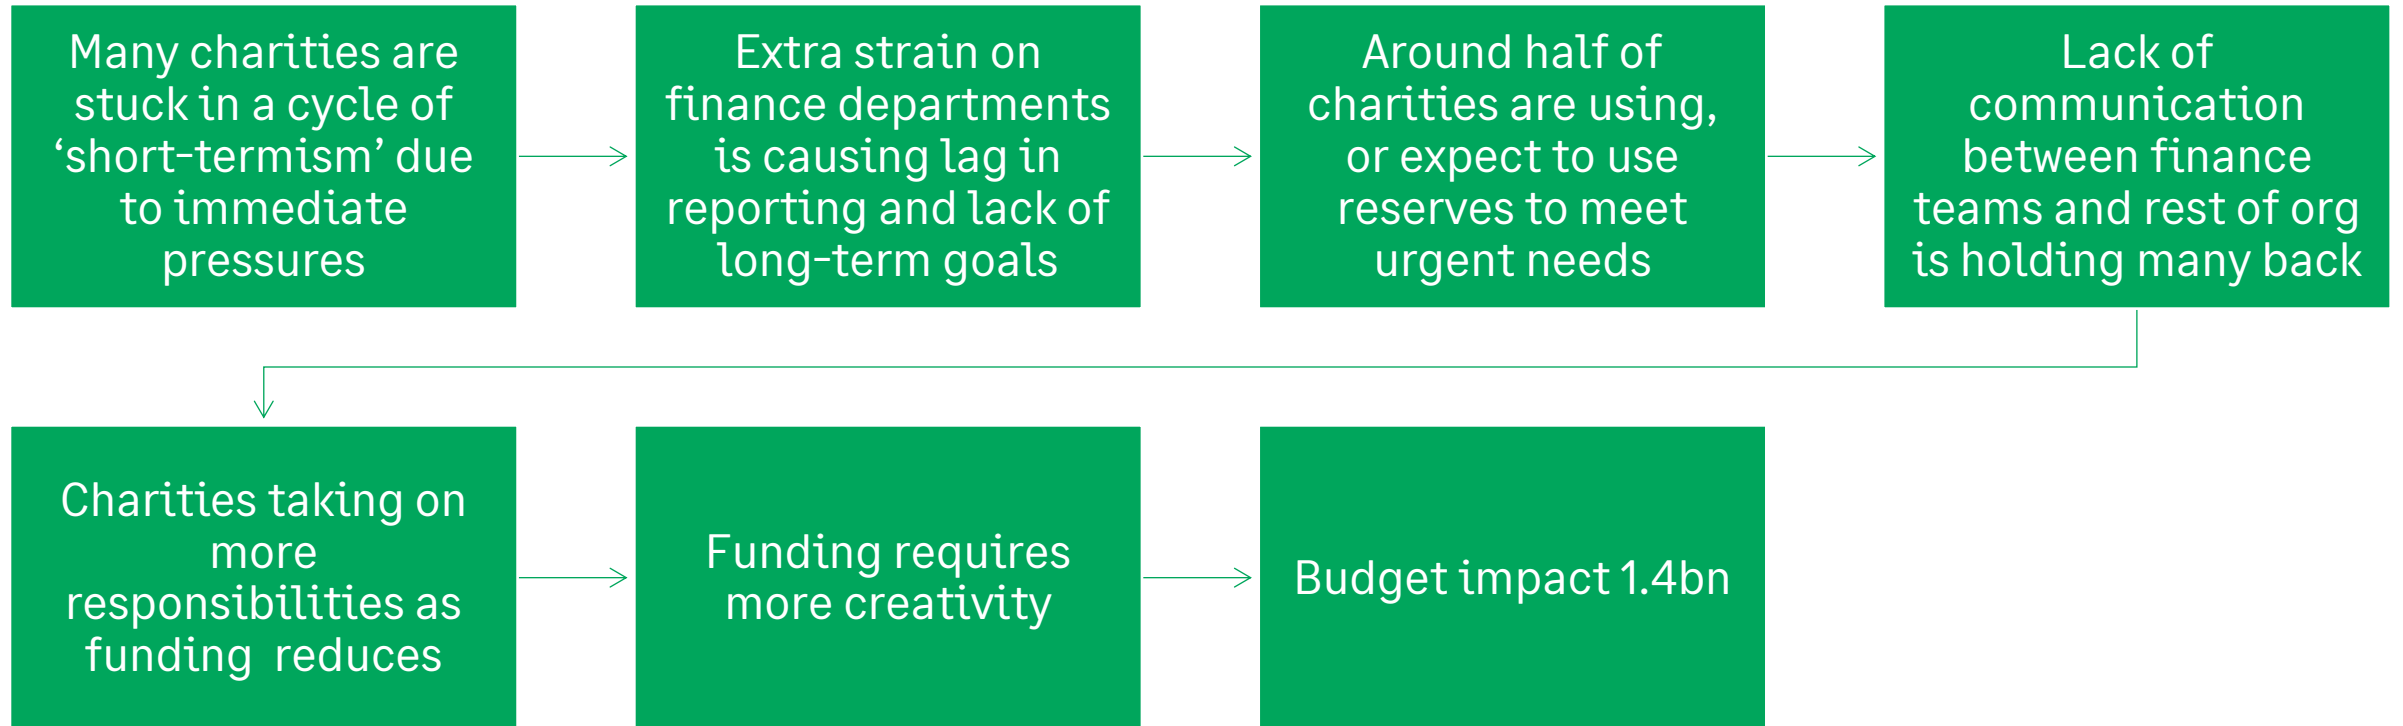 Many charities are
stuck in a cycle of
‘short-termism’ due
to immediate
pressures
Extra strain on
finance departments
is causing lag in
reporting and lack of
long-term goals
Around half of
charities are using,
or expect to use
reserves to meet
urgent needs
Lack of
communication
between finance
teams and rest of org
is holding many back
Charities taking on
more
responsibilities as
funding  reduces
Funding requires
more creativity
Budget impact 1.4bn